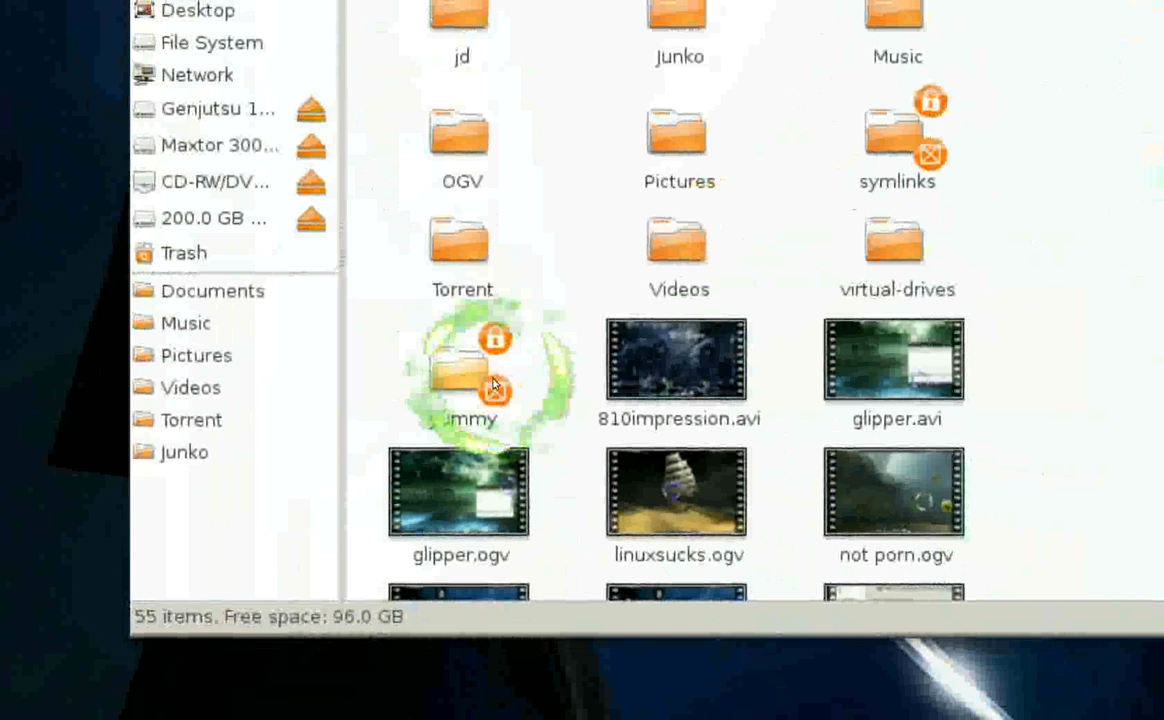 Desktop
File System
Network
Genjutsu 1...
Maxtor 300...
CD-RW/DV...
200.0 GB ...
Trash
Documents
Music
Pictures
Videos
Torrent
Junko
jd Junko Music
OGV Pictures symlinks
Torrent Videos virtual-drives
810impression.avi glipper.avi
glipper.ogv linuxsucks.ogv not porn.ogv
55 items, Free space: 96.0 GB